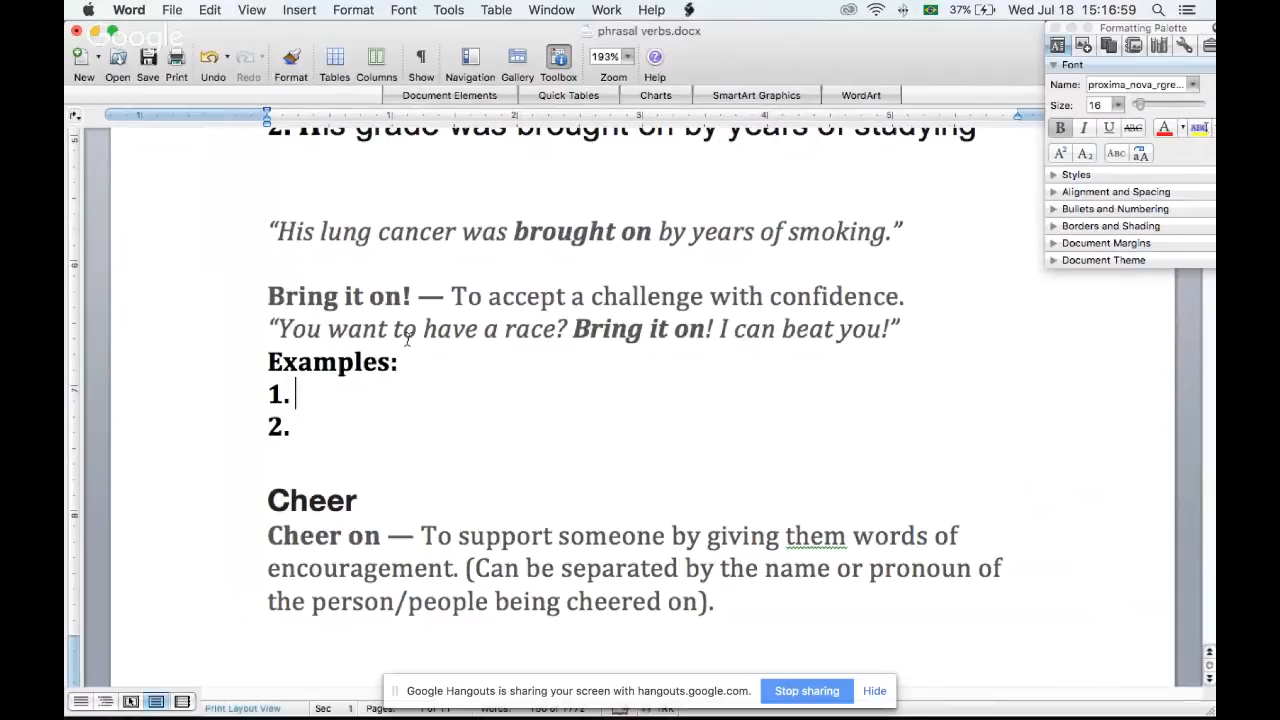 Word File Edit View Insert Format Font Tools Table Window Work Help 37% Wed Jul 18 15:16:59
Google
phrasal verbs.docx
Formatting Palette
New Open Save Print Undo Redo Format Tables Columns Show Navigation Gallery Toolbox Zoom Help
193%
Document Elements Quick Tables Charts SmartArt Graphics WordArt
Font
Name: proxima_nova_rgre...
Size: 16
B I U ABC A ABC
A² A₂ Abc aA
Styles
Alignment and Spacing
Bullets and Numbering
Borders and Shading
Document Margins
Document Theme
2. His grade was brought on by years of studying
“His lung cancer was brought on by years of smoking.”
Bring it on! — To accept a challenge with confidence.
“You want to have a race? Bring it on! I can beat you!”
Examples:
1.
2.
Cheer
Cheer on — To support someone by giving them words of
encouragement. (Can be separated by the name or pronoun of
the person/people being cheered on).
Google Hangouts is sharing your screen with hangouts.google.com. Stop sharing Hide
Print Layout View Sec 1 Pages: Words: